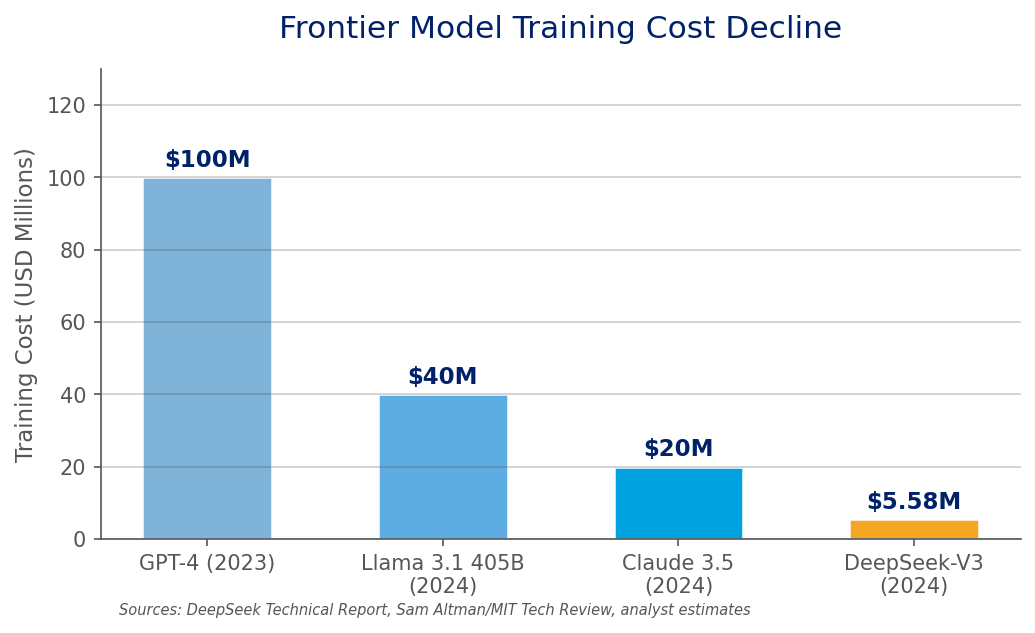 Frontier Model Training Cost Decline
Training Cost (USD Millions)
120
100
80
60
40
20
0
$100M
$40M
$20M
$5.58M
GPT-4 (2023)
Llama 3.1 405B
(2024)
Claude 3.5
(2024)
DeepSeek-V3
(2024)
Sources: DeepSeek Technical Report, Sam Altman/MIT Tech Review, analyst estimates